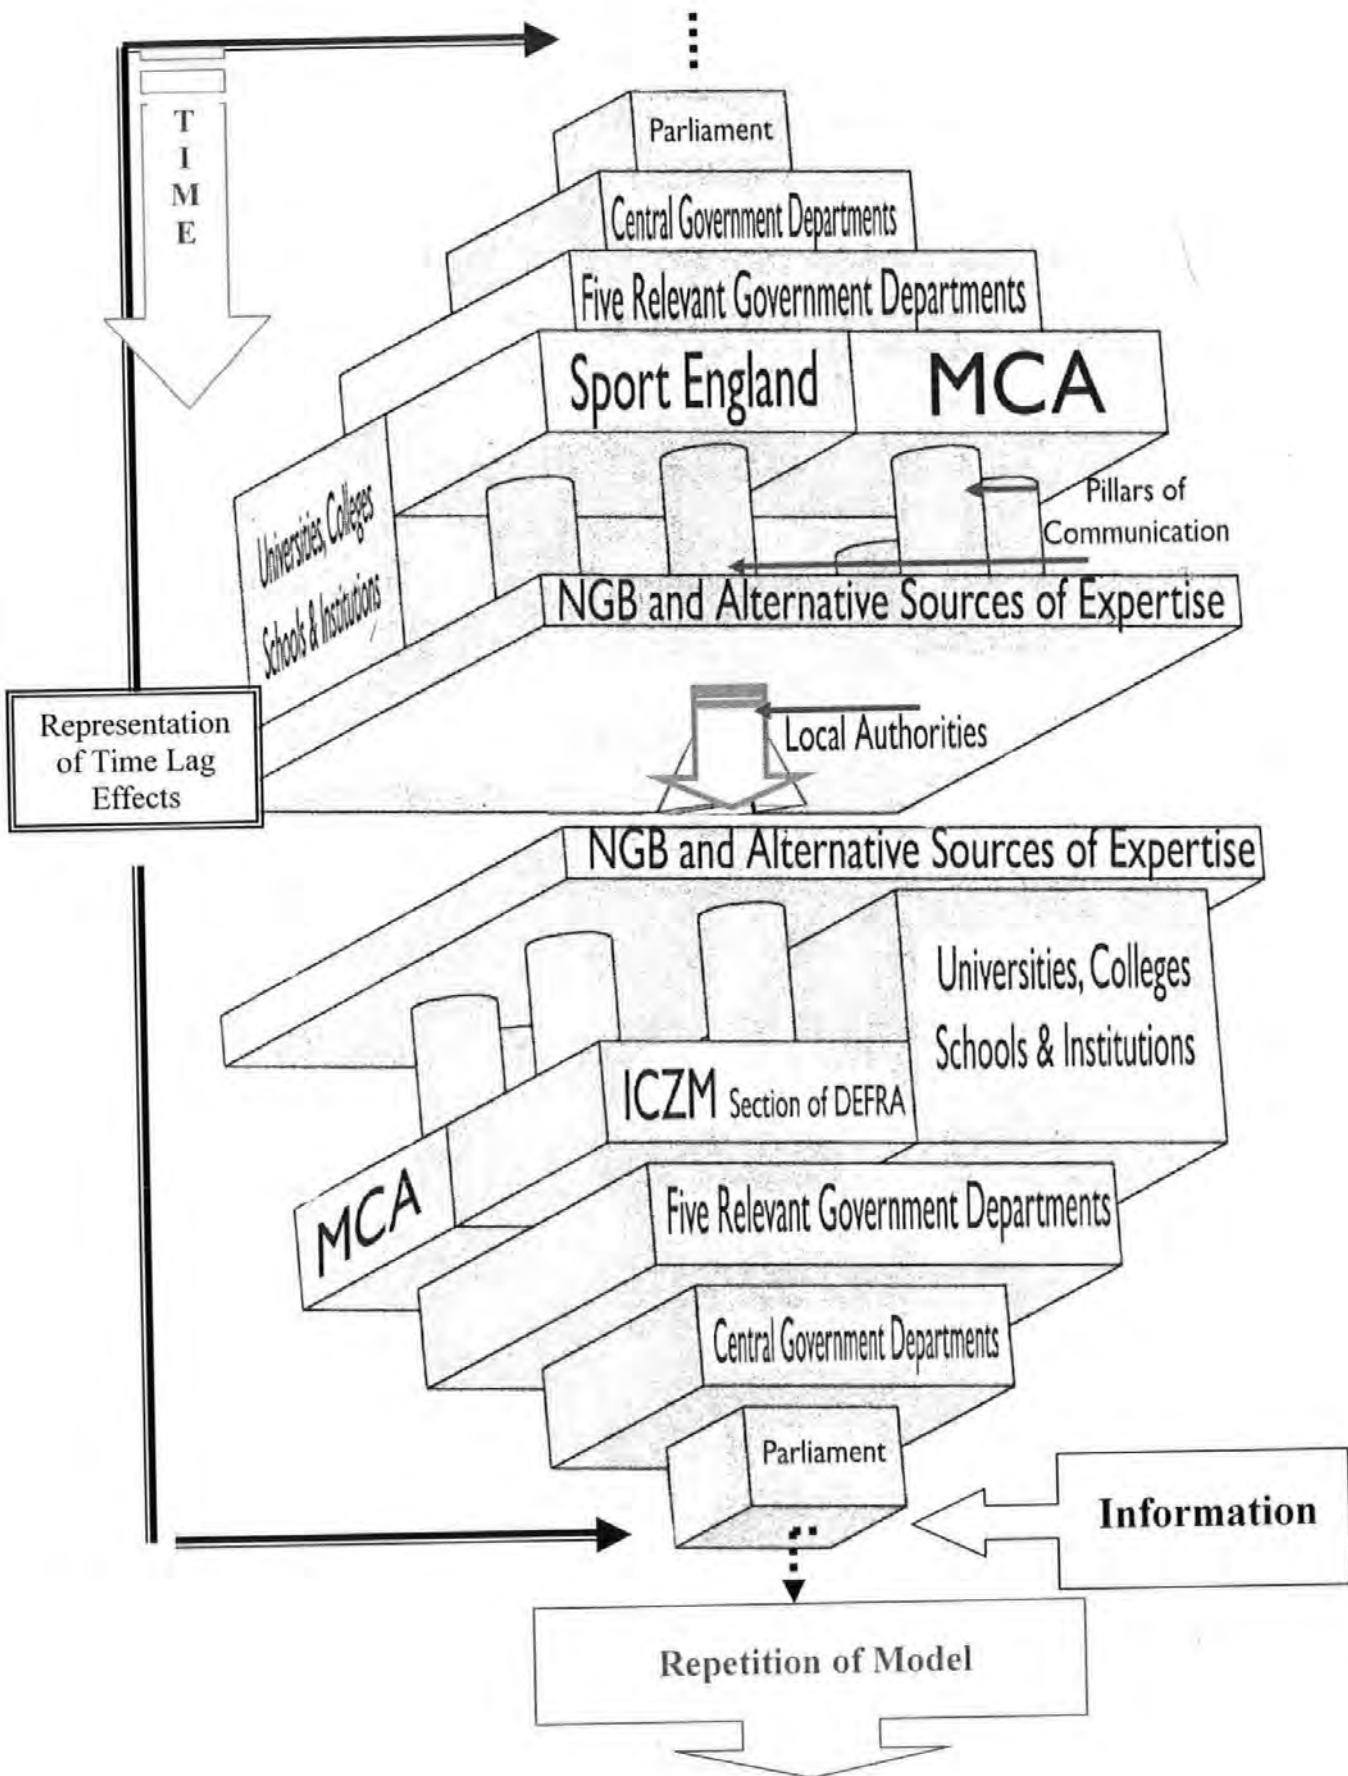 T
I
M
E
Parliament
Central Government Departments
Five Relevant Government Departments
Sport England
MCA
Universities, Colleges
Schools & Institutions
Pillars of
Communication
NGB and Alternative Sources of Expertise
Local Authorities
Representation
of Time Lag
Effects
NGB and Alternative Sources of Expertise
Universities, Colleges
Schools & Institutions
ICZM Section of DEFRA
MCA
Five Relevant Government Departments
Central Government Departments
Parliament
Information
Repetition of Model